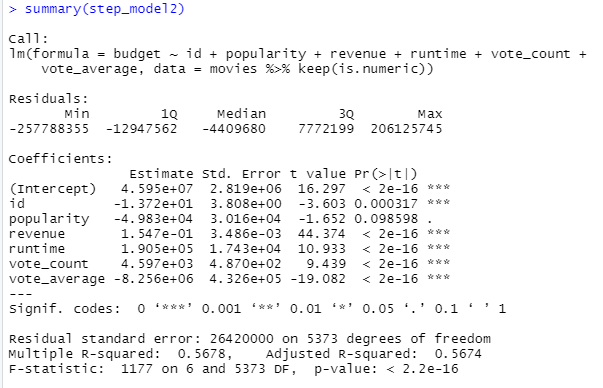 > summary(step_model2)
Call:
lm(formula = budget ~ id + popularity + revenue + runtime + vote_count +
    vote_average, data = movies %>% keep(is.numeric))
Residuals:
       Min         1Q     Median         3Q        Max
-257788355  -12947562   -4409680    7772199  206125745
Coefficients:
               Estimate Std. Error t value Pr(>|t|)
(Intercept)   4.595e+07  2.819e+06  16.297  < 2e-16 ***
id           -1.372e+01  3.808e+00  -3.603 0.000317 ***
popularity   -4.983e+04  3.016e+04  -1.652 0.098598 .
revenue       1.547e-01  3.486e-03  44.374  < 2e-16 ***
runtime       1.905e+05  1.743e+04  10.933  < 2e-16 ***
vote_count    4.597e+03  4.870e+02   9.439  < 2e-16 ***
vote_average -8.256e+06  4.326e+05 -19.082  < 2e-16 ***
---
Signif. codes:  0 ‘***’ 0.001 ‘**’ 0.01 ‘*’ 0.05 ‘.’ 0.1 ‘ ’ 1
Residual standard error: 26420000 on 5373 degrees of freedom
Multiple R-squared:  0.5678,    Adjusted R-squared:  0.5674
F-statistic:  1177 on 6 and 5373 DF,  p-value: < 2.2e-16